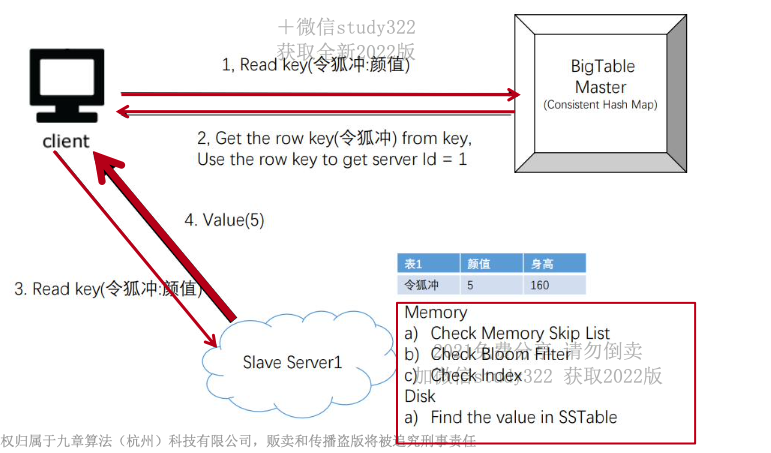 ＋微信study322
获取全新2022版
1, Read key(令狐冲:颜值)
BigTable
Master
(Consistent Hash Map)
client
2, Get the row key(令狐冲) from key,
Use the row key to get server Id = 1
4. Value(5)
3. Read key(令狐冲:颜值)
表1 颜值 身高
令狐冲 5 160
Slave Server1
Memory
a) Check Memory Skip List
b) Check Bloom Filter
c) Check Index
Disk
a) Find the value in SSTable
2021免费分享 请勿倒卖
加微信study322 获取2022版
权归属于九章算法（杭州）科技有限公司，贩卖和传播盗版将被追究刑事责任